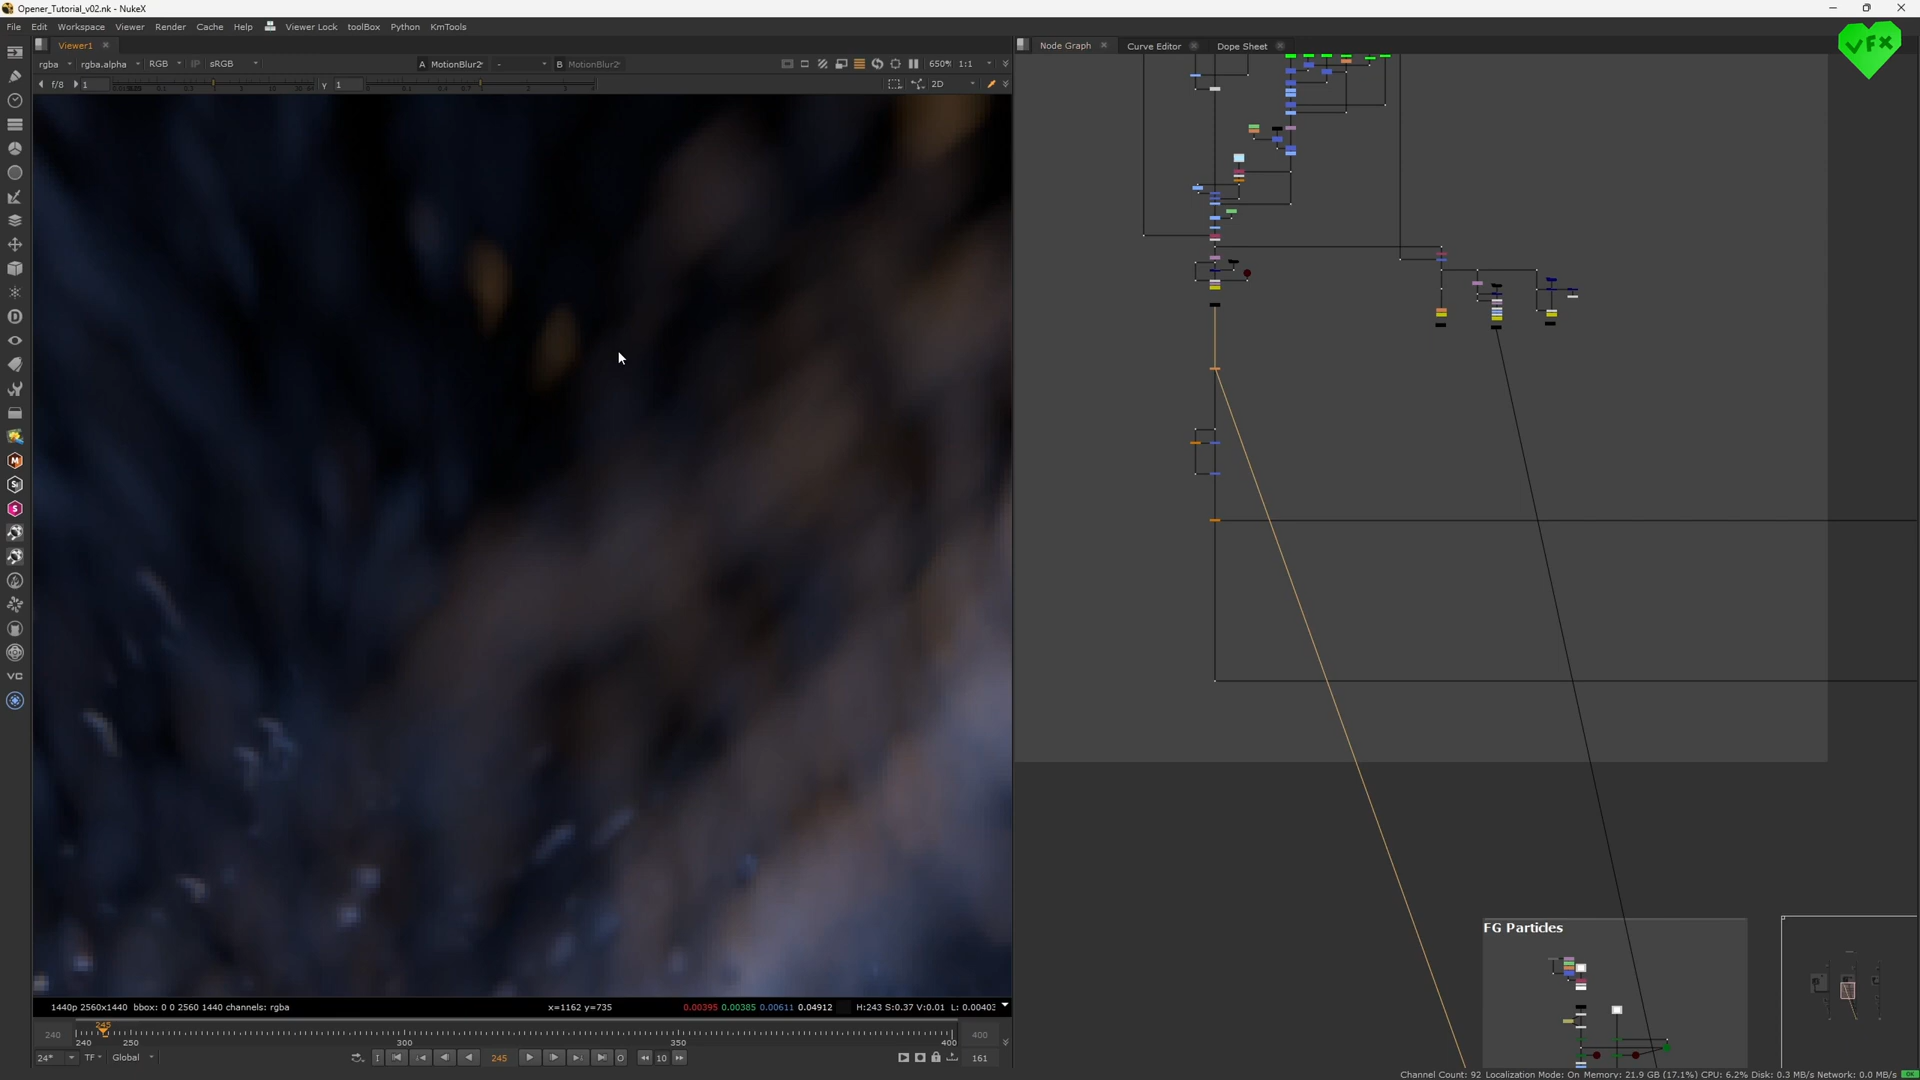 Opener_Tutorial_v02.nk - NukeX
File Edit Workspace Viewer Render Cache Help Viewer Lock toolBox Python KmTools
Viewer1
Node Graph Curve Editor Dope Sheet
VFX
rgba rgba.alpha RGB IP sRGB A MotionBlur2 - B MotionBlur2 650% 1:1
f/8 1 Y 1 2D
VC
FG Particles
1440p 2560x1440 bbox: 0 0 2560 1440 channels: rgba x=1162 y=735 0.00395 0.00385 0.00611 0.04912 H:243 S:0.37 V:0.01 L: 0.00403
240 245 400
240 250 300 350 400
24* TF Global 245 10 161
Channel Count: 92 Localization Mode: On Memory: 21.9 GB (17.1%) CPU: 6.2% Disk: 0.3 MB/s Network: 0.0 MB/s